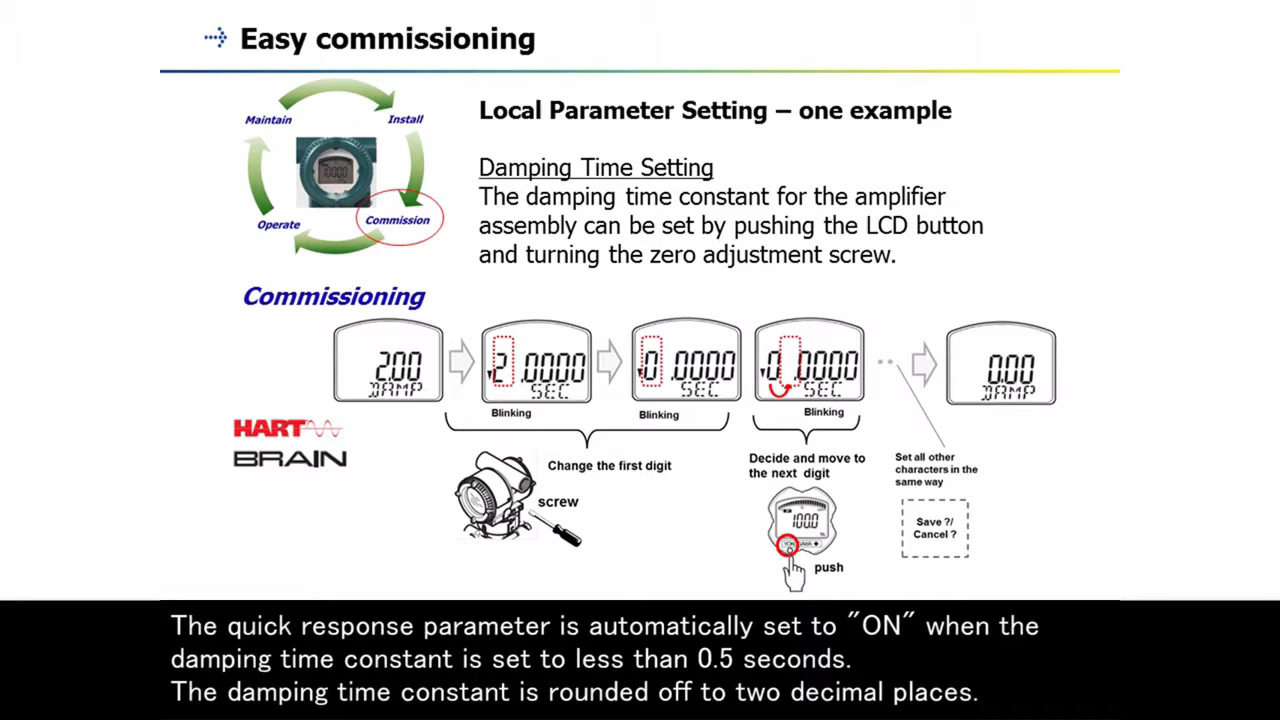 Easy commissioning
Maintain
Install
Operate
Commission
Local Parameter Setting – one example
Damping Time Setting
The damping time constant for the amplifier
assembly can be set by pushing the LCD button
and turning the zero adjustment screw.
Commissioning
2.00
DAMP
2.0000
SEC
0.0000
SEC
0.0000
SEC
0.00
DAMP
Blinking
Blinking
Blinking
HART
BRAIN
Change the first digit
screw
Decide and move to
the next digit
100.0
push
Set all other
characters in the
same way
Save ?/
Cancel ?
The quick response parameter is automatically set to "ON" when the
damping time constant is set to less than 0.5 seconds.
The damping time constant is rounded off to two decimal places.